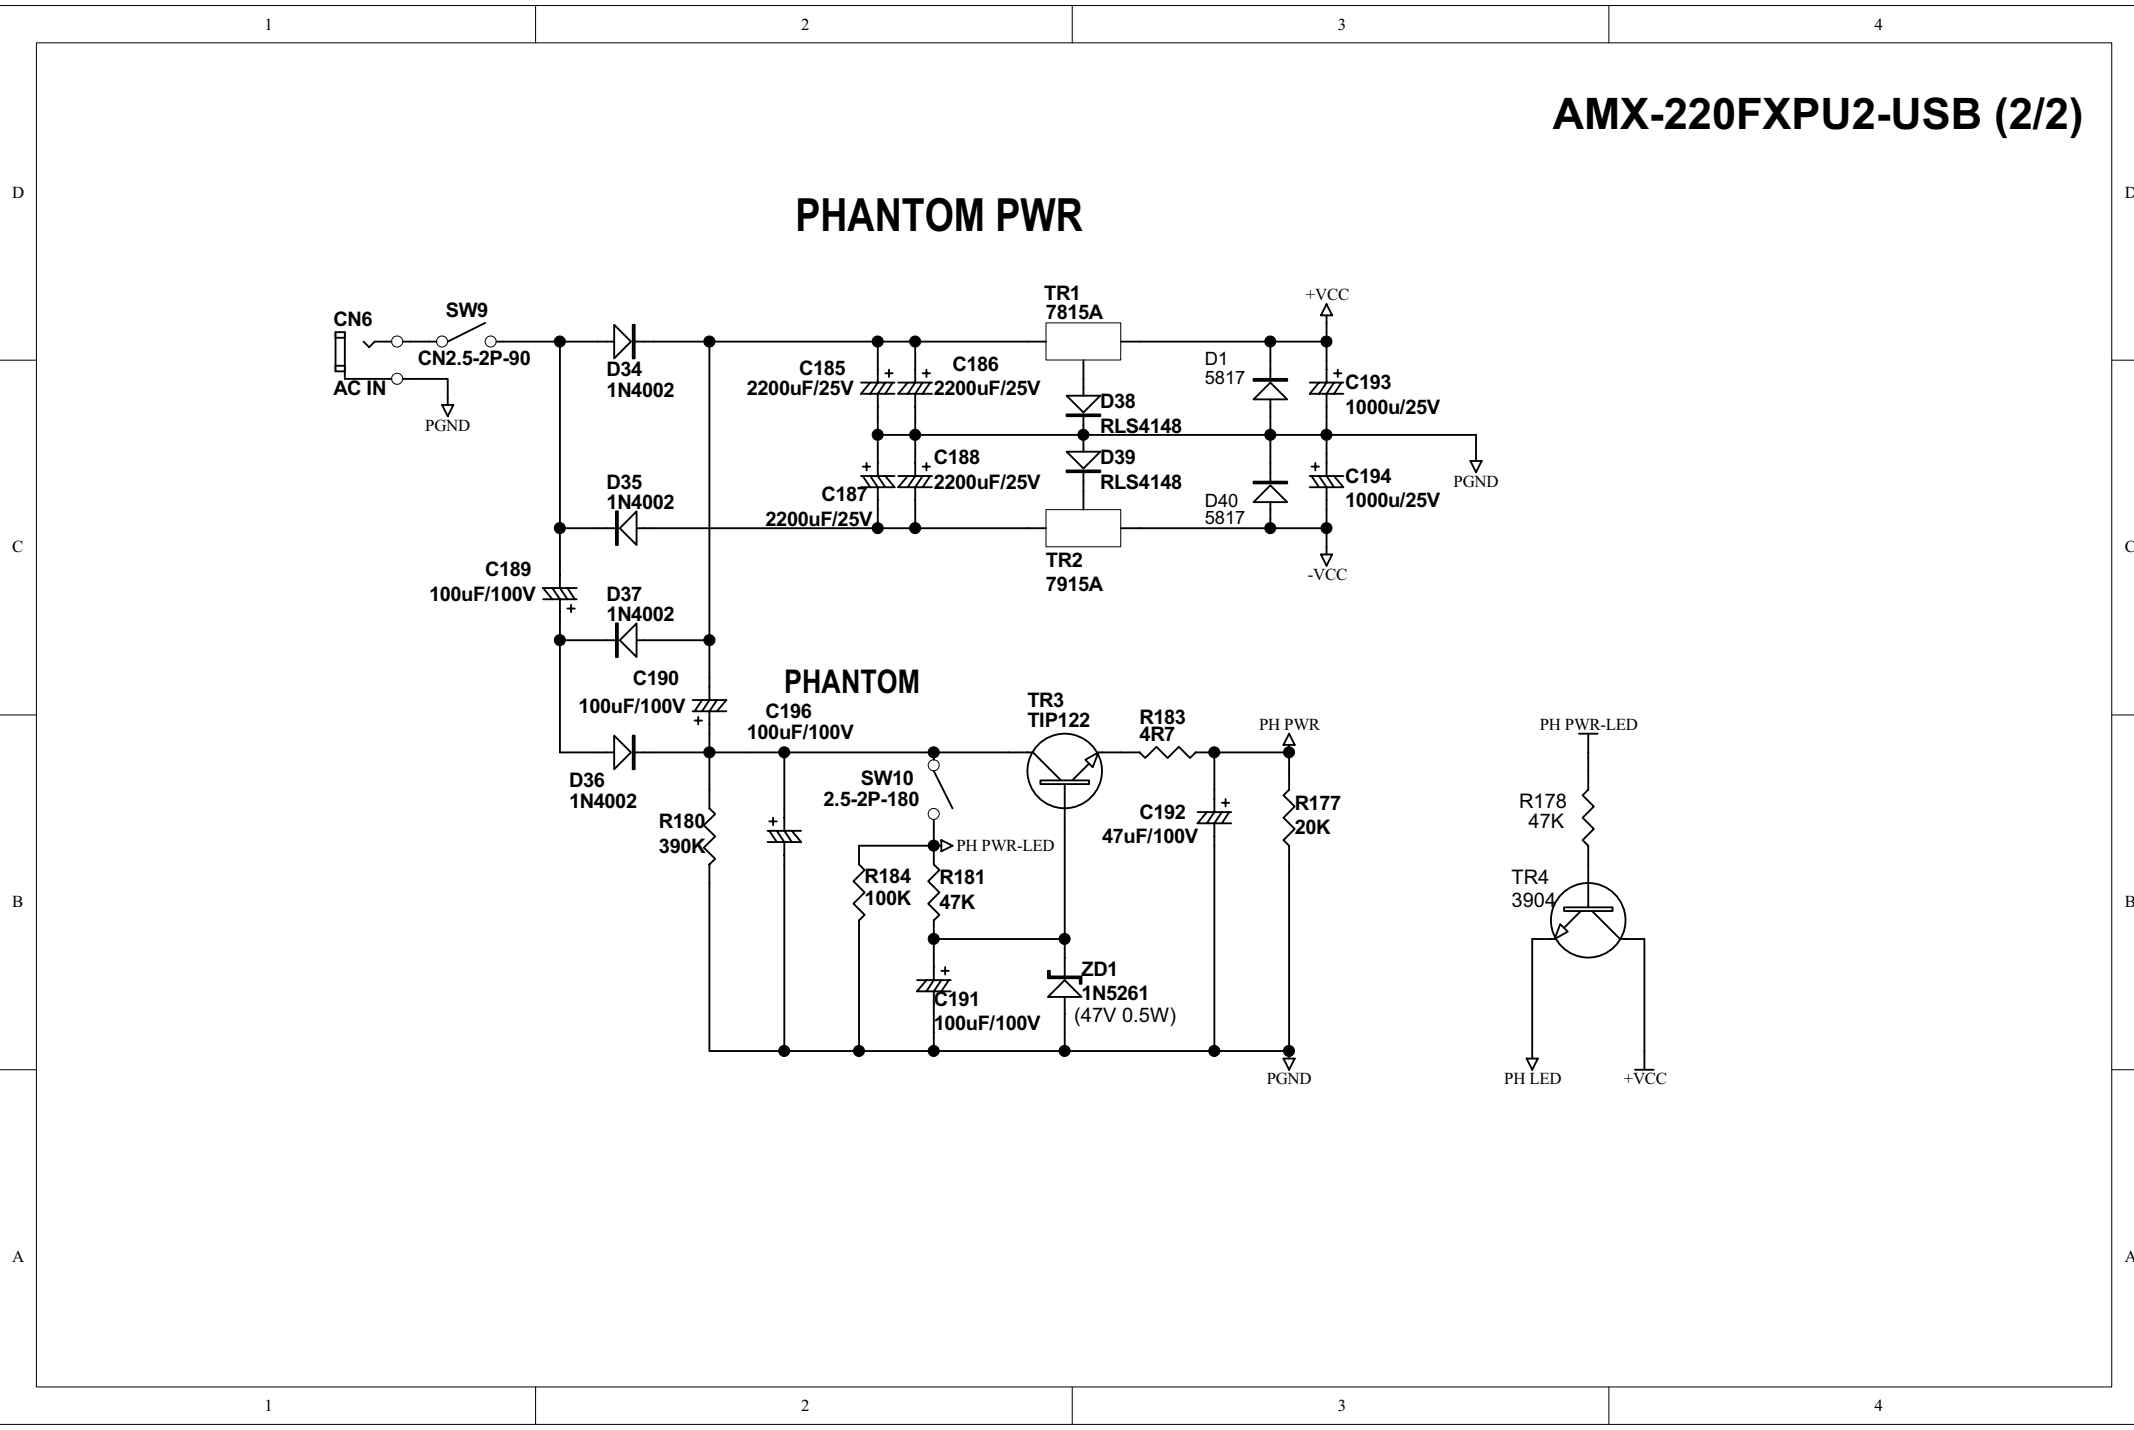 1 2 3 4
AMX-220FXPU2-USB (2/2)
D D
PHANTOM PWR
CN6
SW9
CN2.5-2P-90
AC IN
PGND
D34
1N4002
C185
2200uF/25V
C186
2200uF/25V
TR1
7815A
+VCC
D1
5817
C193
1000u/25V
D38
RLS4148
D39
RLS4148
C188
2200uF/25V
C187
2200uF/25V
D35
1N4002
D40
5817
C194
1000u/25V
PGND
TR2
7915A
-VCC
C C
C189
100uF/100V
D37
1N4002
C190
100uF/100V
PHANTOM
C196
100uF/100V
TR3
TIP122
R183
4R7
PH PWR
PH PWR-LED
D36
1N4002
SW10
2.5-2P-180
R180
390K
C192
47uF/100V
R177
20K
R178
47K
PH PWR-LED
R184
100K
R181
47K
TR4
3904
B B
ZD1
1N5261
(47V 0.5W)
C191
100uF/100V
PGND
PH LED
+VCC
A A
1 2 3 4